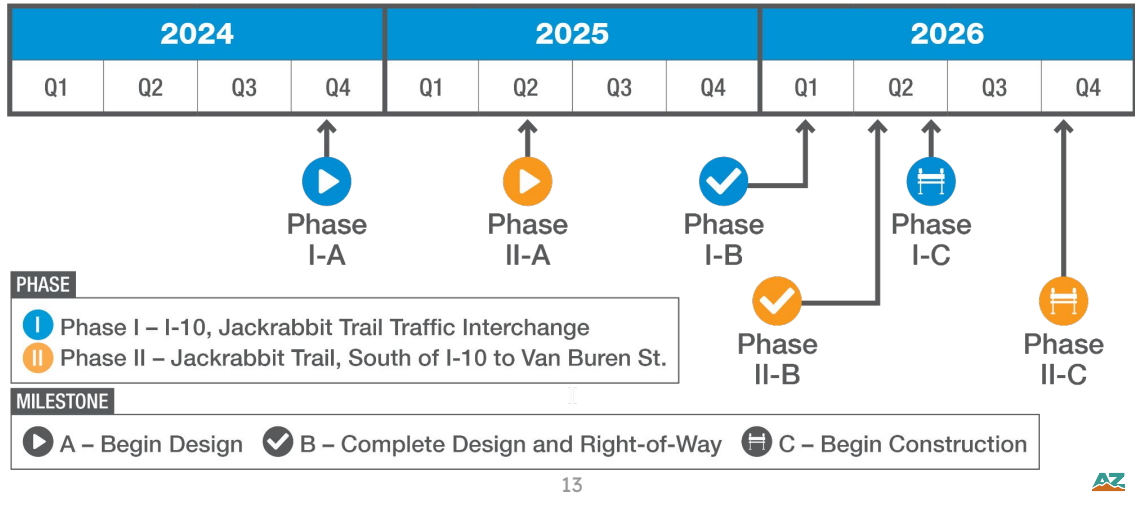 2024 2025 2026
Q1 Q2 Q3 Q4 Q1 Q2 Q3 Q4 Q1 Q2 Q3 Q4
Phase
I-A
Phase
II-A
Phase
I-B
Phase
I-C
Phase
II-B
Phase
II-C
PHASE
I Phase I – I-10, Jackrabbit Trail Traffic Interchange
II Phase II – Jackrabbit Trail, South of I-10 to Van Buren St.
MILESTONE
A – Begin Design B – Complete Design and Right-of-Way C – Begin Construction
13
AZ